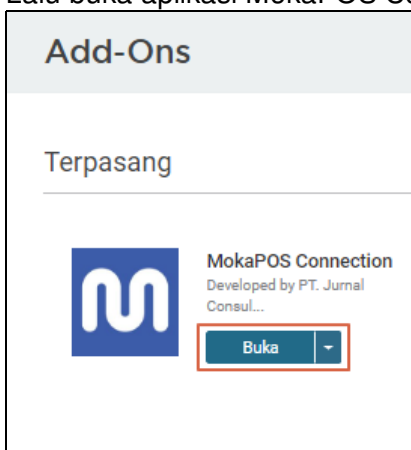 Add-Ons
Terpasang
MokaPOS Connection
Developed by PT. Jurnal
Consul...
Buka